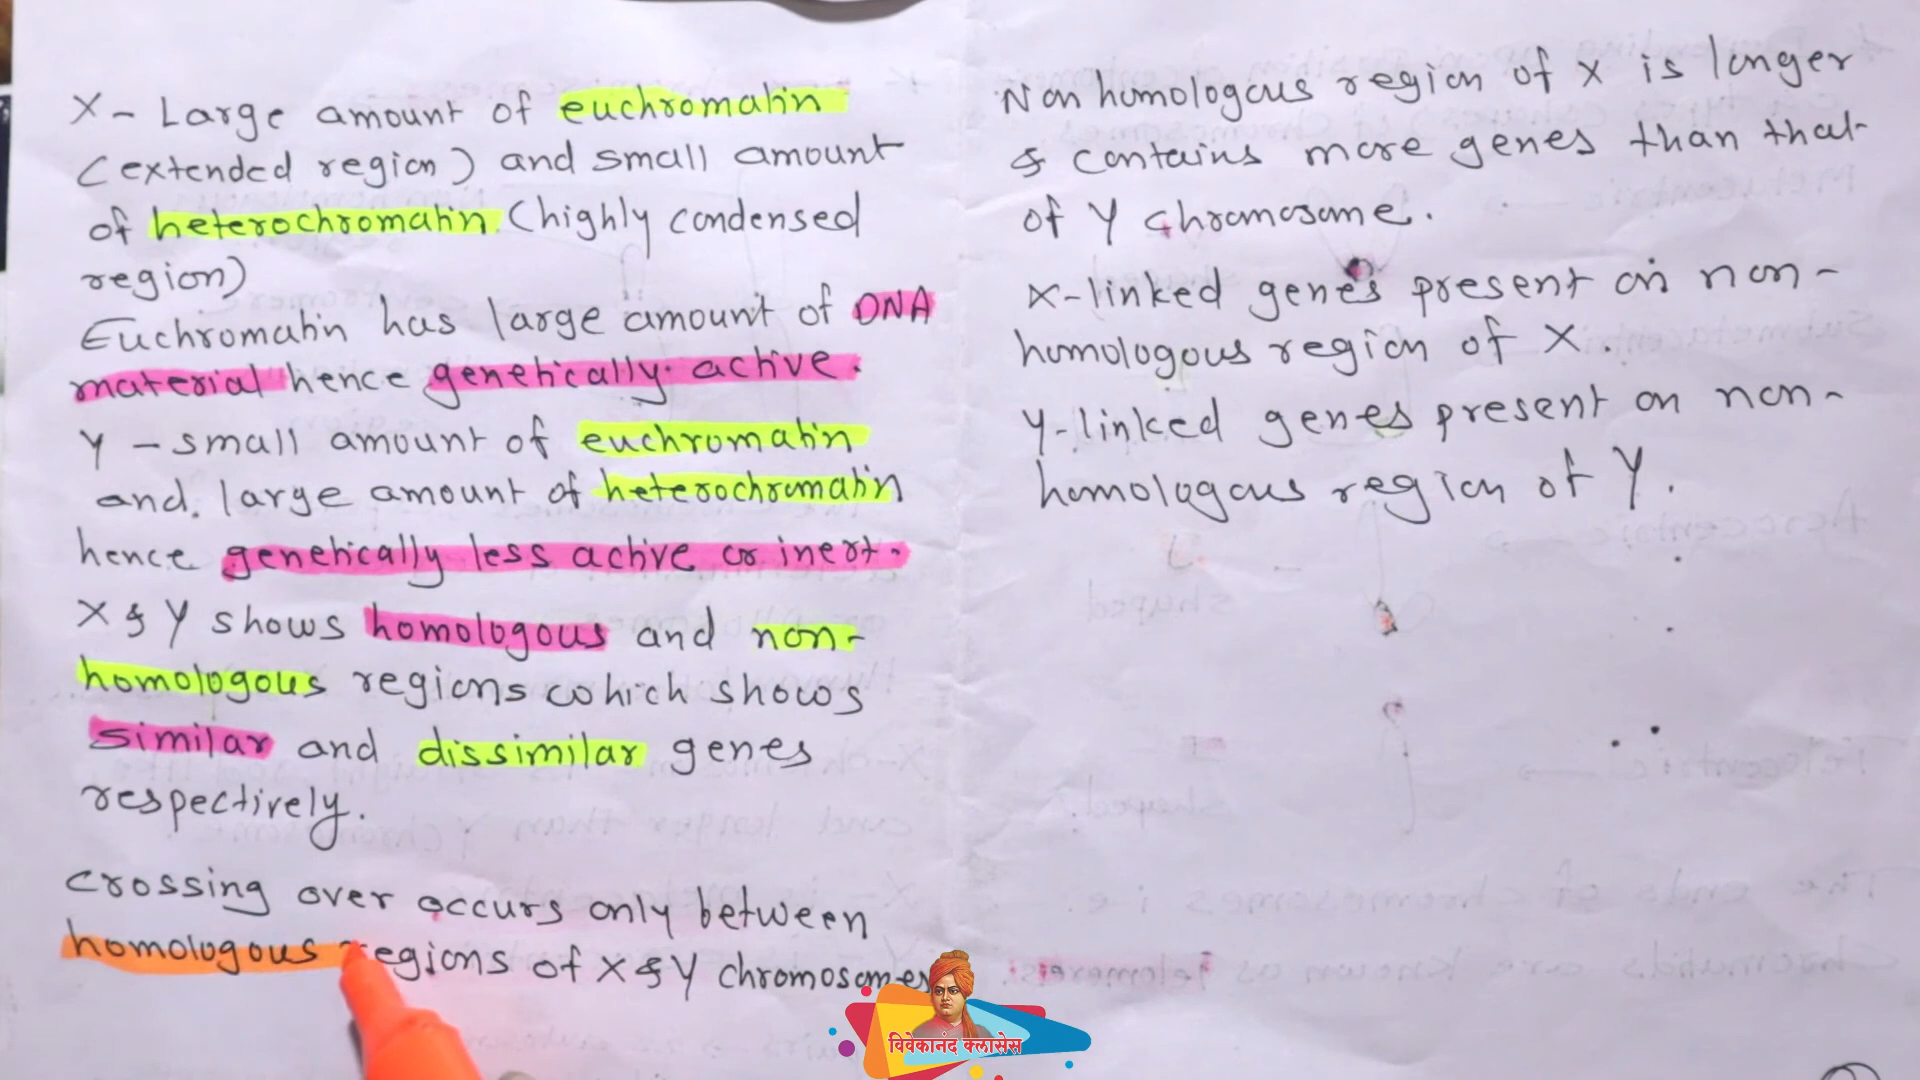 X - Large amount of euchromatin
(extended region) and small amount
of heterochromatin (highly condensed
region)
Euchromatin has large amount of DNA
material hence genetically active.
Y - small amount of euchromatin
and large amount of heterochromatin
hence genetically less active or inert.
X & Y shows homologous and non-
homologous regions which shows
similar and dissimilar genes
respectively.
crossing over occurs only between
homologous regions of X & Y chromosomes
Non homologous region of X is longer
& contains more genes than that
of Y chromosome.
X-linked genes present on non-
homologous region of X.
Y-linked genes present on non-
homologous region of Y.
विवेकानंद क्लासेस